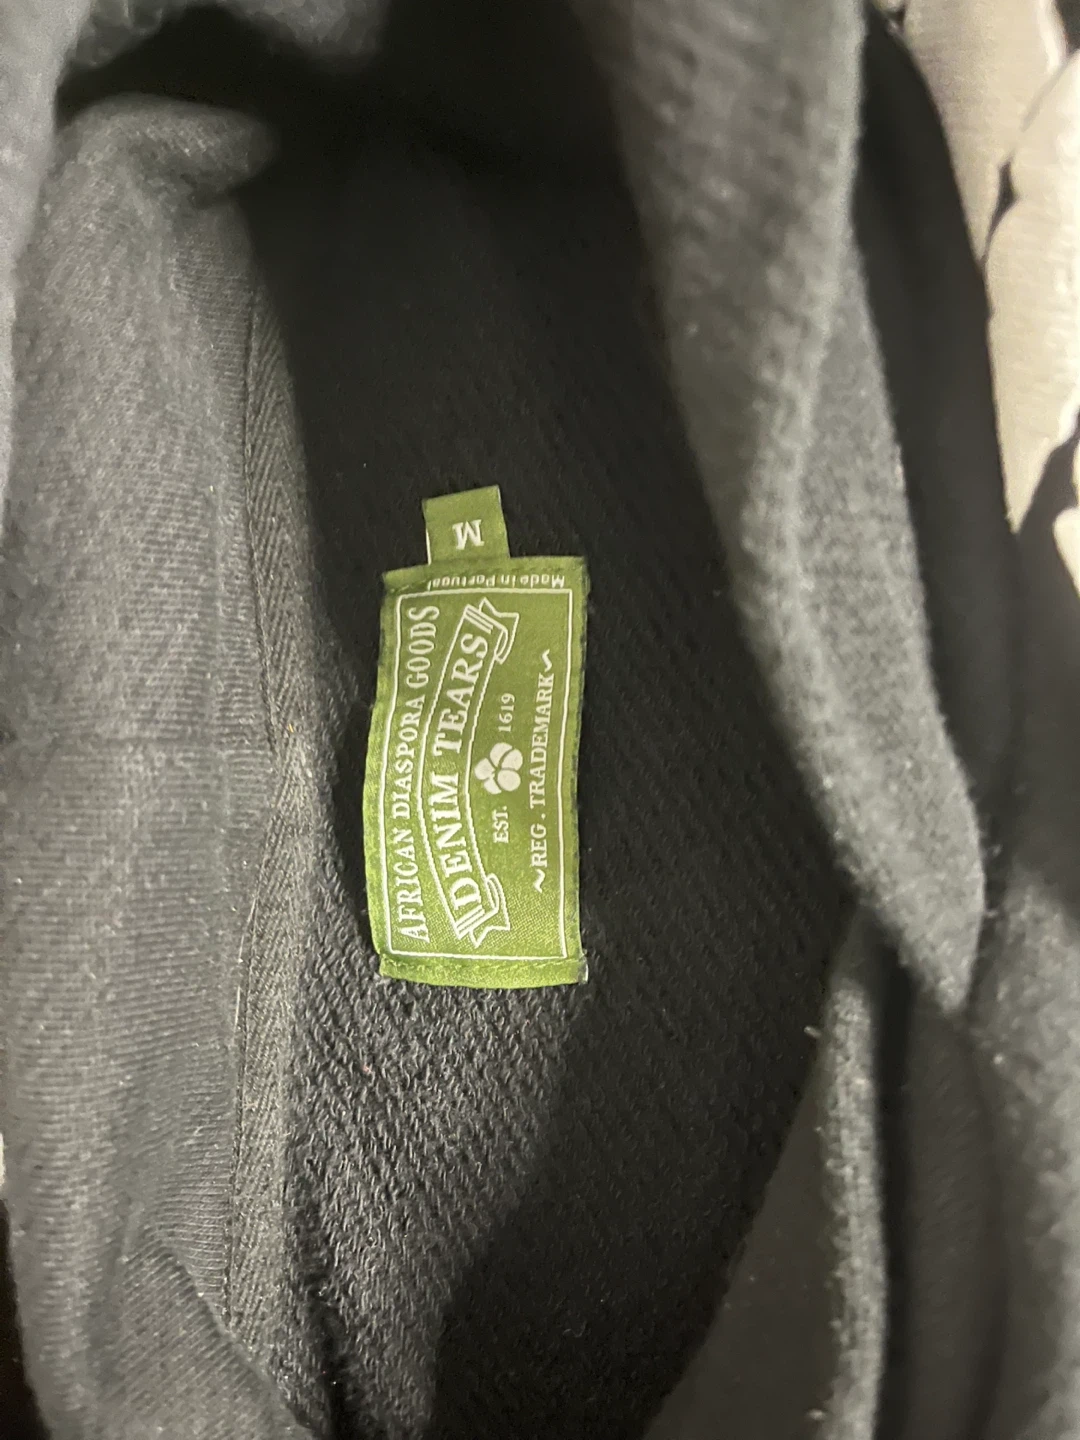 AFRICAN DIASPORA GOODS
DENIM TEARS
EST. 1619
~REG. TRADEMARK~
Made in Portugal
M